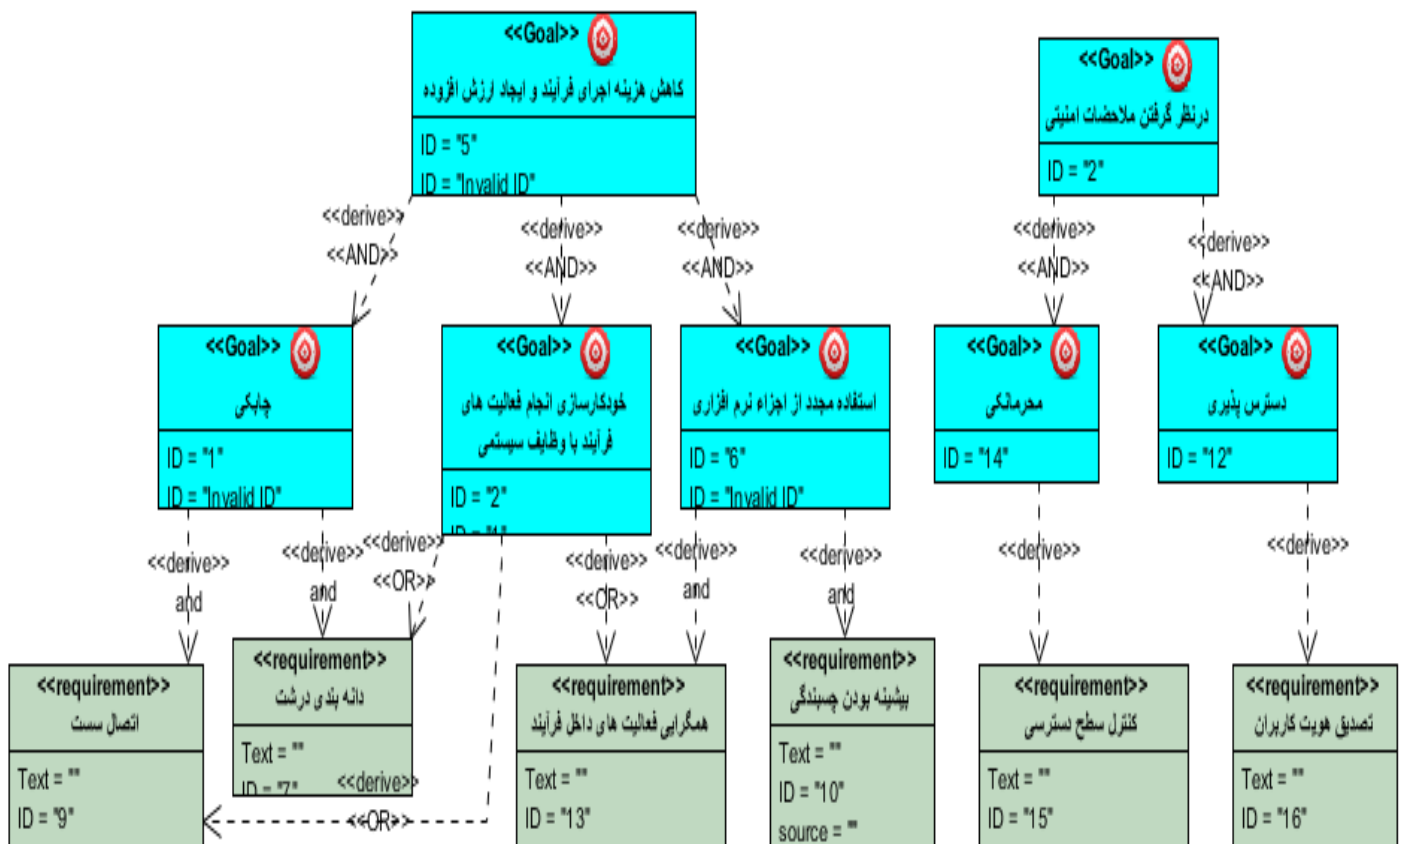 <<Goal>>
کاهش هزینه اجرای فرآیند و ایجاد ارزش افزوده
ID = "5"
ID = "Invalid ID"
<<Goal>>
درنظر گرفتن ملاحضات امنیتی
ID = "2"
<<derive>>
<<AND>>
<<derive>>
<<AND>>
<<derive>>
<<AND>>
<<derive>>
<<AND>>
<<derive>>
<<AND>>
<<Goal>>
چابکی
ID = "1"
ID = "Invalid ID"
<<Goal>>
خودکارسازی انجام فعالیت های
فرآیند با وظایف سیستمی
ID = "2"
ID = "1"
<<Goal>>
استفاده مجدد از اجزاء نرم افزاری
ID = "6"
ID = "Invalid ID"
<<Goal>>
محرمانگی
ID = "14"
<<Goal>>
دسترس پذیری
ID = "12"
<<derive>>
and
<<derive>>
and
<<derive>>
<<OR>>
<<derive>>
<<OR>>
<<derive>>
and
<<derive>>
and
<<derive>>
<<derive>>
<<requirement>>
اتصال سست
Text = ""
ID = "9"
<<requirement>>
دانه بندی درشت
Text = ""
ID = "7"
<<derive>>
<<OR>>
<<requirement>>
همگرایی فعالیت های داخل فرآیند
Text = ""
ID = "13"
<<requirement>>
بیشینه بودن چسبندگی
Text = ""
ID = "10"
source = ""
<<requirement>>
کنترل سطح دسترسی
Text = ""
ID = "15"
<<requirement>>
تصدیق هویت کاربران
Text = ""
ID = "16"